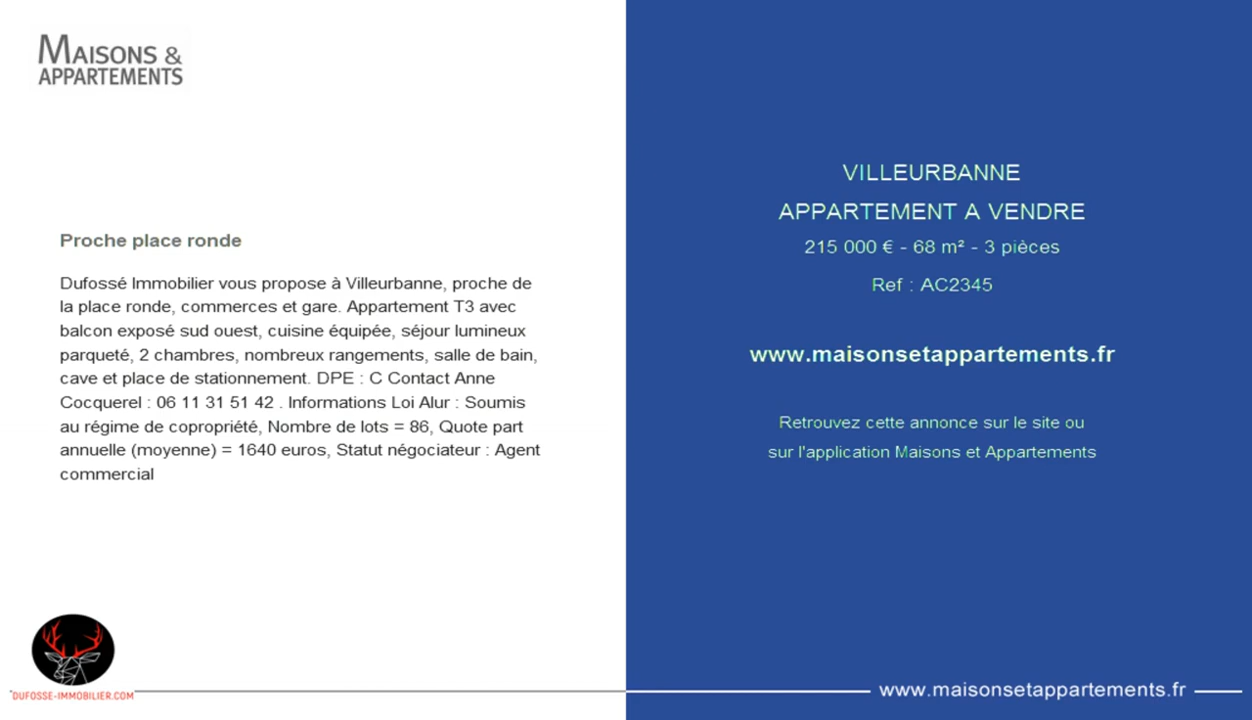 MAISONS &
APPARTEMENTS
Proche place ronde
Dufossé Immobilier vous propose à Villeurbanne, proche de
la place ronde, commerces et gare. Appartement T3 avec
balcon exposé sud ouest, cuisine équipée, séjour lumineux
parqueté, 2 chambres, nombreux rangements, salle de bain,
cave et place de stationnement. DPE : C Contact Anne
Cocquerel : 06 11 31 51 42 . Informations Loi Alur : Soumis
au régime de copropriété, Nombre de lots = 86, Quote part
annuelle (moyenne) = 1640 euros, Statut négociateur : Agent
commercial
DUFOSSE-IMMOBILIER.COM
VILLEURBANNE
APPARTEMENT A VENDRE
215 000 € - 68 m² - 3 pièces
Ref : AC2345
www.maisonsetappartements.fr
Retrouvez cette annonce sur le site ou
sur l'application Maisons et Appartements
www.maisonsetappartements.fr